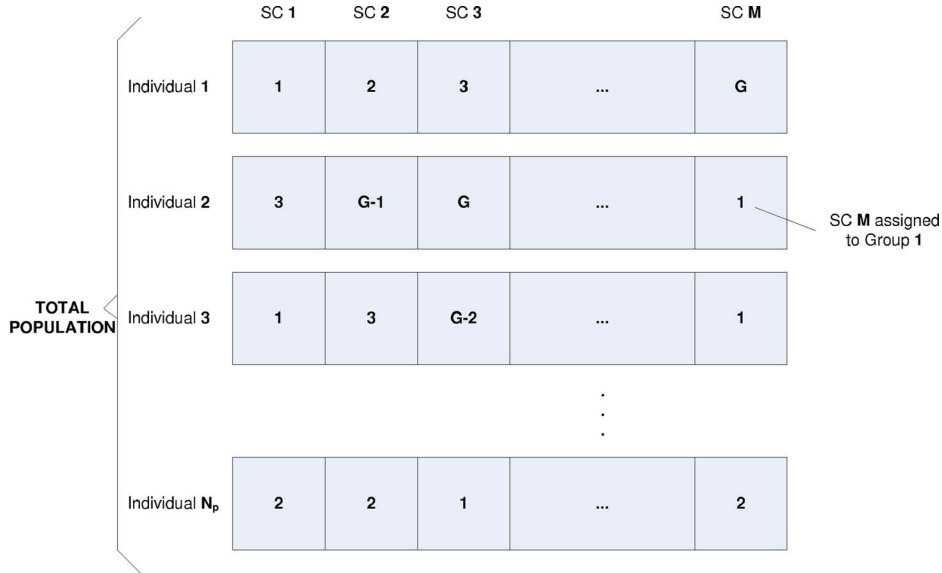 SC 1 SC 2 SC 3 SC M
Individual 1 1 2 3 ... G
Individual 2 3 G-1 G ... 1
SC M assigned
to Group 1
Individual 3 1 3 G-2 ... 1
TOTAL
POPULATION
.
.
.
Individual Np 2 2 1 ... 2